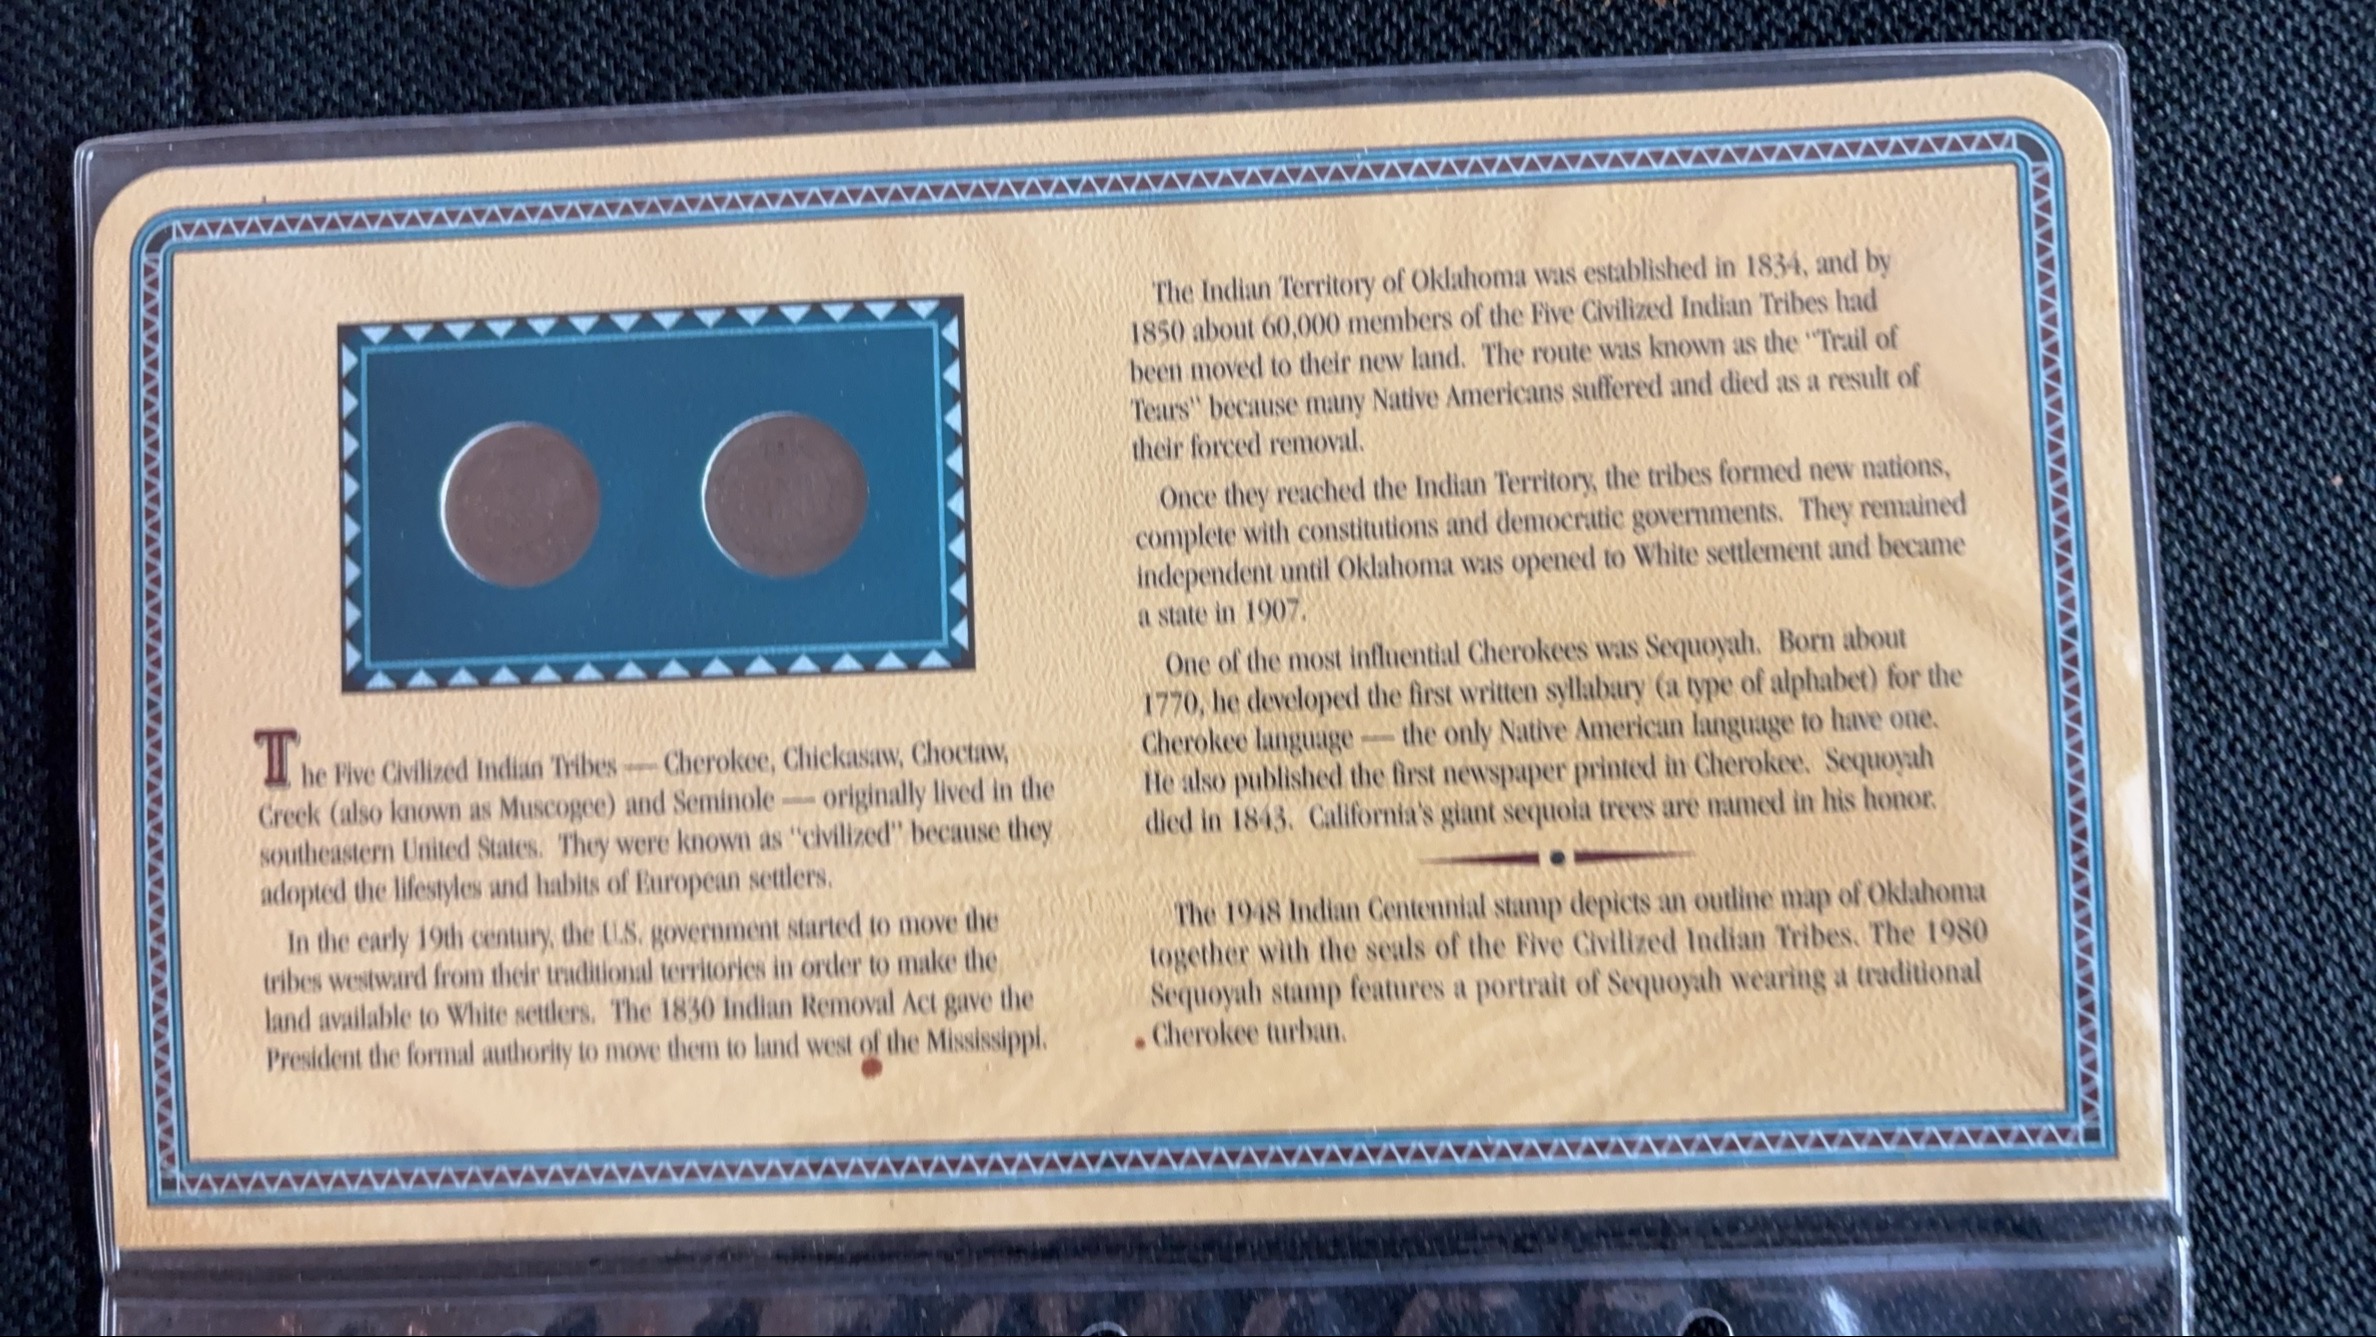 The Five Civilized Indian Tribes — Cherokee, Chickasaw, Choctaw,
Creek (also known as Muscogee) and Seminole — originally lived in the
southeastern United States. They were known as "civilized" because they
adopted the lifestyles and habits of European settlers.
In the early 19th century, the U.S. government started to move the
tribes westward from their traditional territories in order to make the
land available to White settlers. The 1830 Indian Removal Act gave the
President the formal authority to move them to land west of the Mississippi.
The Indian Territory of Oklahoma was established in 1834, and by
1850 about 60,000 members of the Five Civilized Indian Tribes had
been moved to their new land. The route was known as the "Trail of
Tears" because many Native Americans suffered and died as a result of
their forced removal.
Once they reached the Indian Territory, the tribes formed new nations,
complete with constitutions and democratic governments. They remained
independent until Oklahoma was opened to White settlement and became
a state in 1907.
One of the most influential Cherokees was Sequoyah. Born about
1770, he developed the first written syllabary (a type of alphabet) for the
Cherokee language — the only Native American language to have one.
He also published the first newspaper printed in Cherokee. Sequoyah
died in 1843. California's giant sequoia trees are named in his honor.
The 1948 Indian Centennial stamp depicts an outline map of Oklahoma
together with the seals of the Five Civilized Indian Tribes. The 1980
Sequoyah stamp features a portrait of Sequoyah wearing a traditional
Cherokee turban.